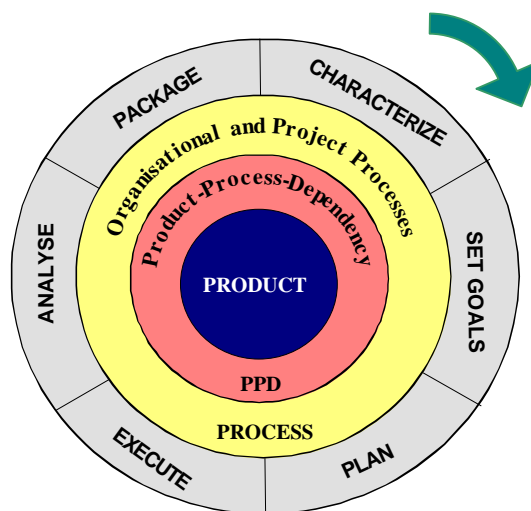 PACKAGE
CHARACTERIZE
Organisational and Project Processes
Product-Process-Dependency
ANALYSE
PRODUCT
SET GOALS
PPD
PROCESS
EXECUTE
PLAN